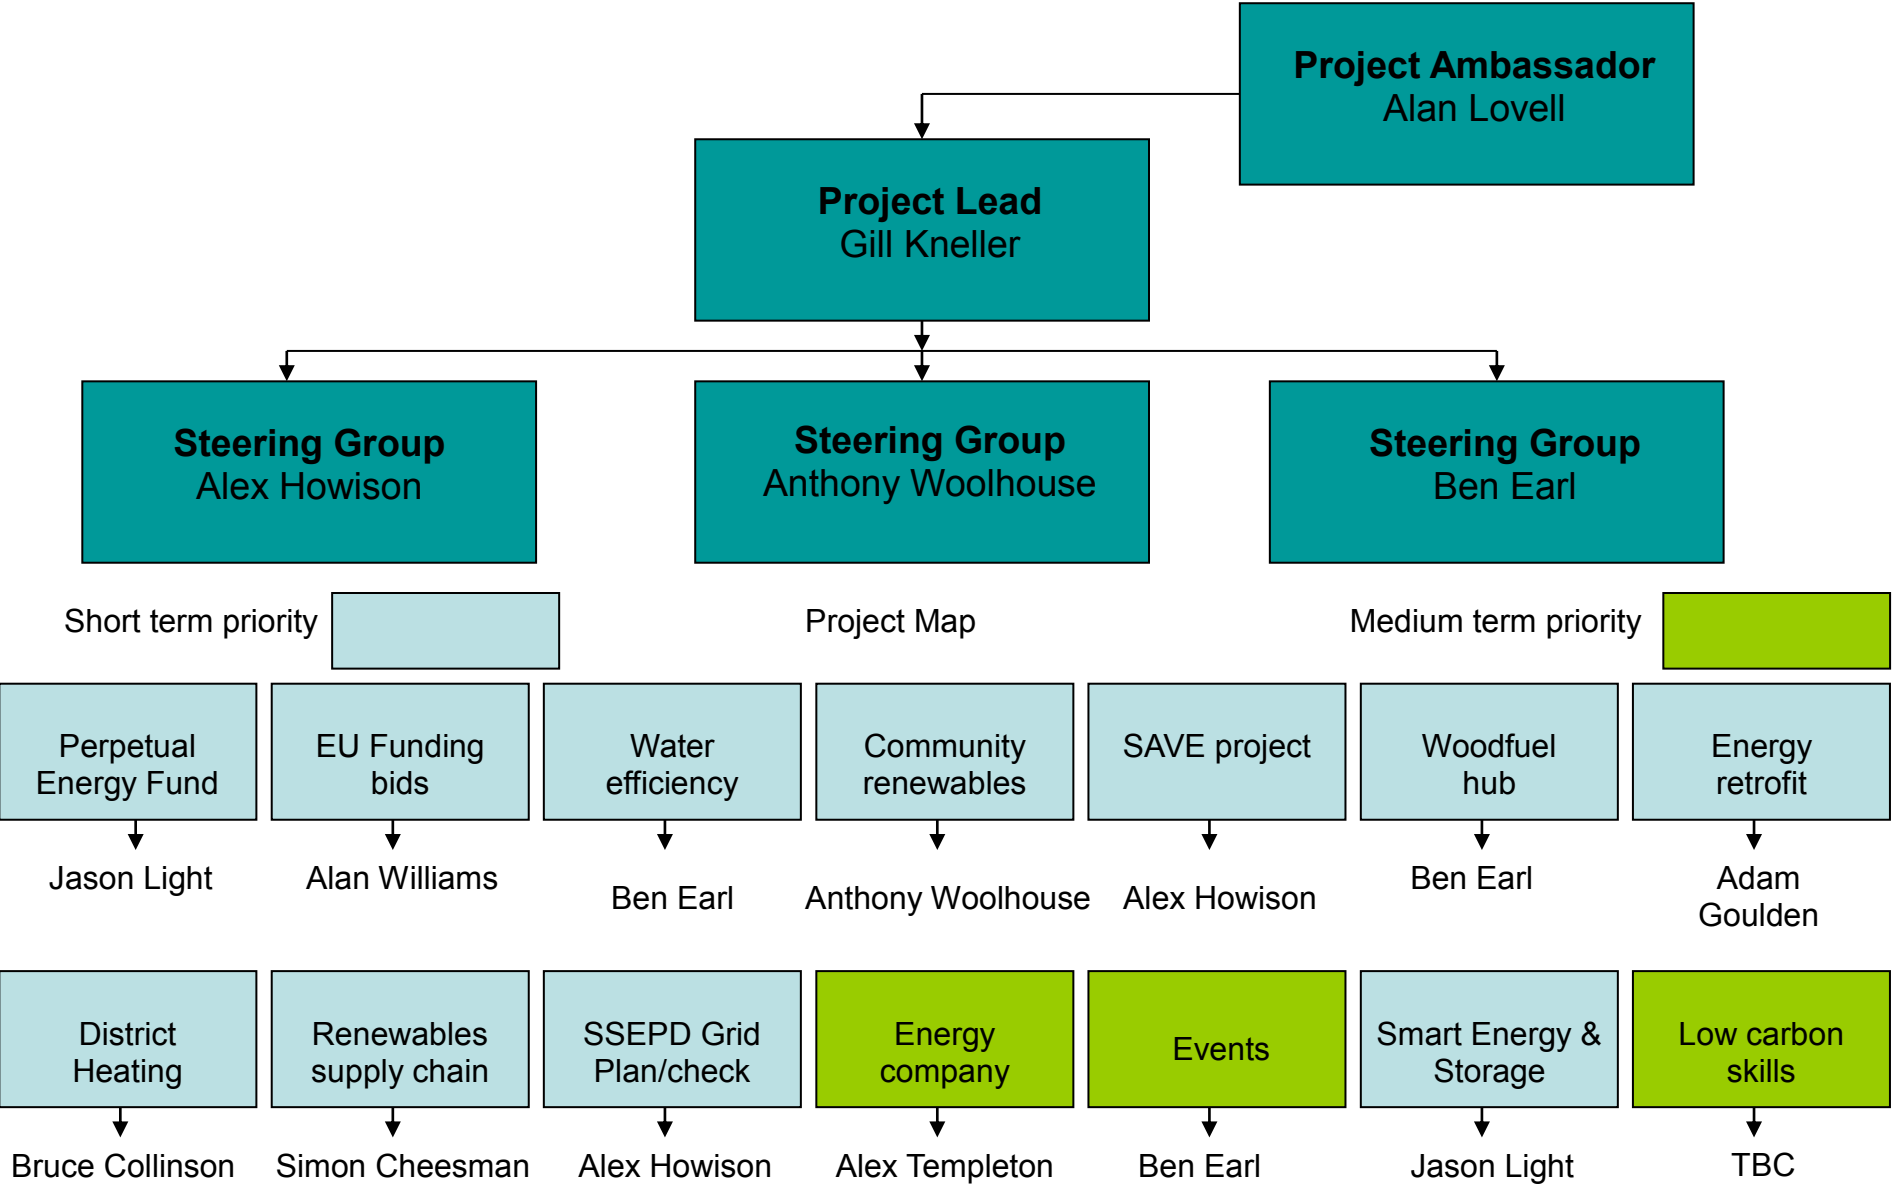 Project Ambassador
Alan Lovell
Project Lead
Gill Kneller
Steering Group
Alex Howison
Steering Group
Anthony Woolhouse
Steering Group
Ben Earl
Short term priority
Project Map
Medium term priority
Perpetual
Energy Fund
EU Funding
bids
Water
efficiency
Community
renewables
SAVE project
Woodfuel
hub
Energy
retrofit
Jason Light
Alan Williams
Ben Earl
Anthony Woolhouse
Alex Howison
Ben Earl
Adam
Goulden
District
Heating
Renewables
supply chain
SSEPD Grid
Plan/check
Energy
company
Events
Smart Energy &
Storage
Low carbon
skills
Bruce Collinson
Simon Cheesman
Alex Howison
Alex Templeton
Ben Earl
Jason Light
TBC